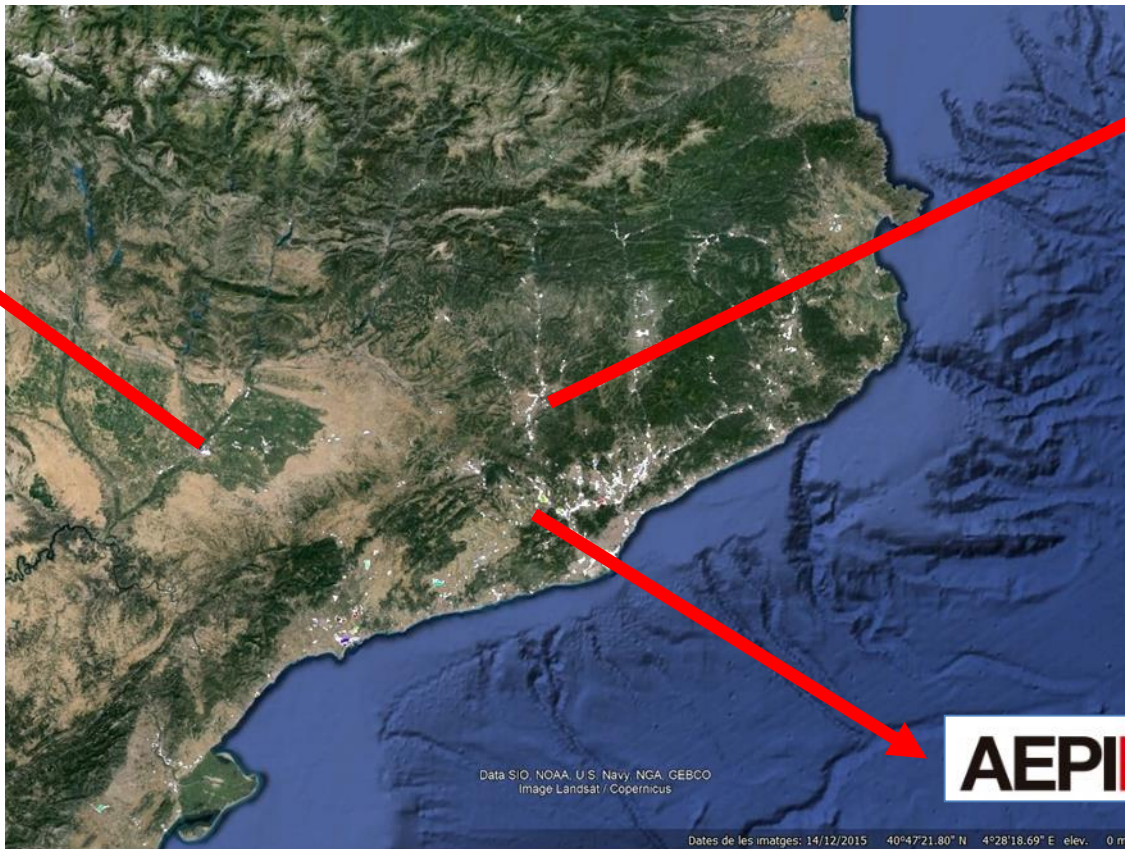 Data SIO, NOAA, U.S. Navy, NGA, GEBCO
Image Landsat / Copernicus
AEPI
Dates de les imatges: 14/12/2015 40°47'21.80" N 4°28'18.69" E elev. 0 m